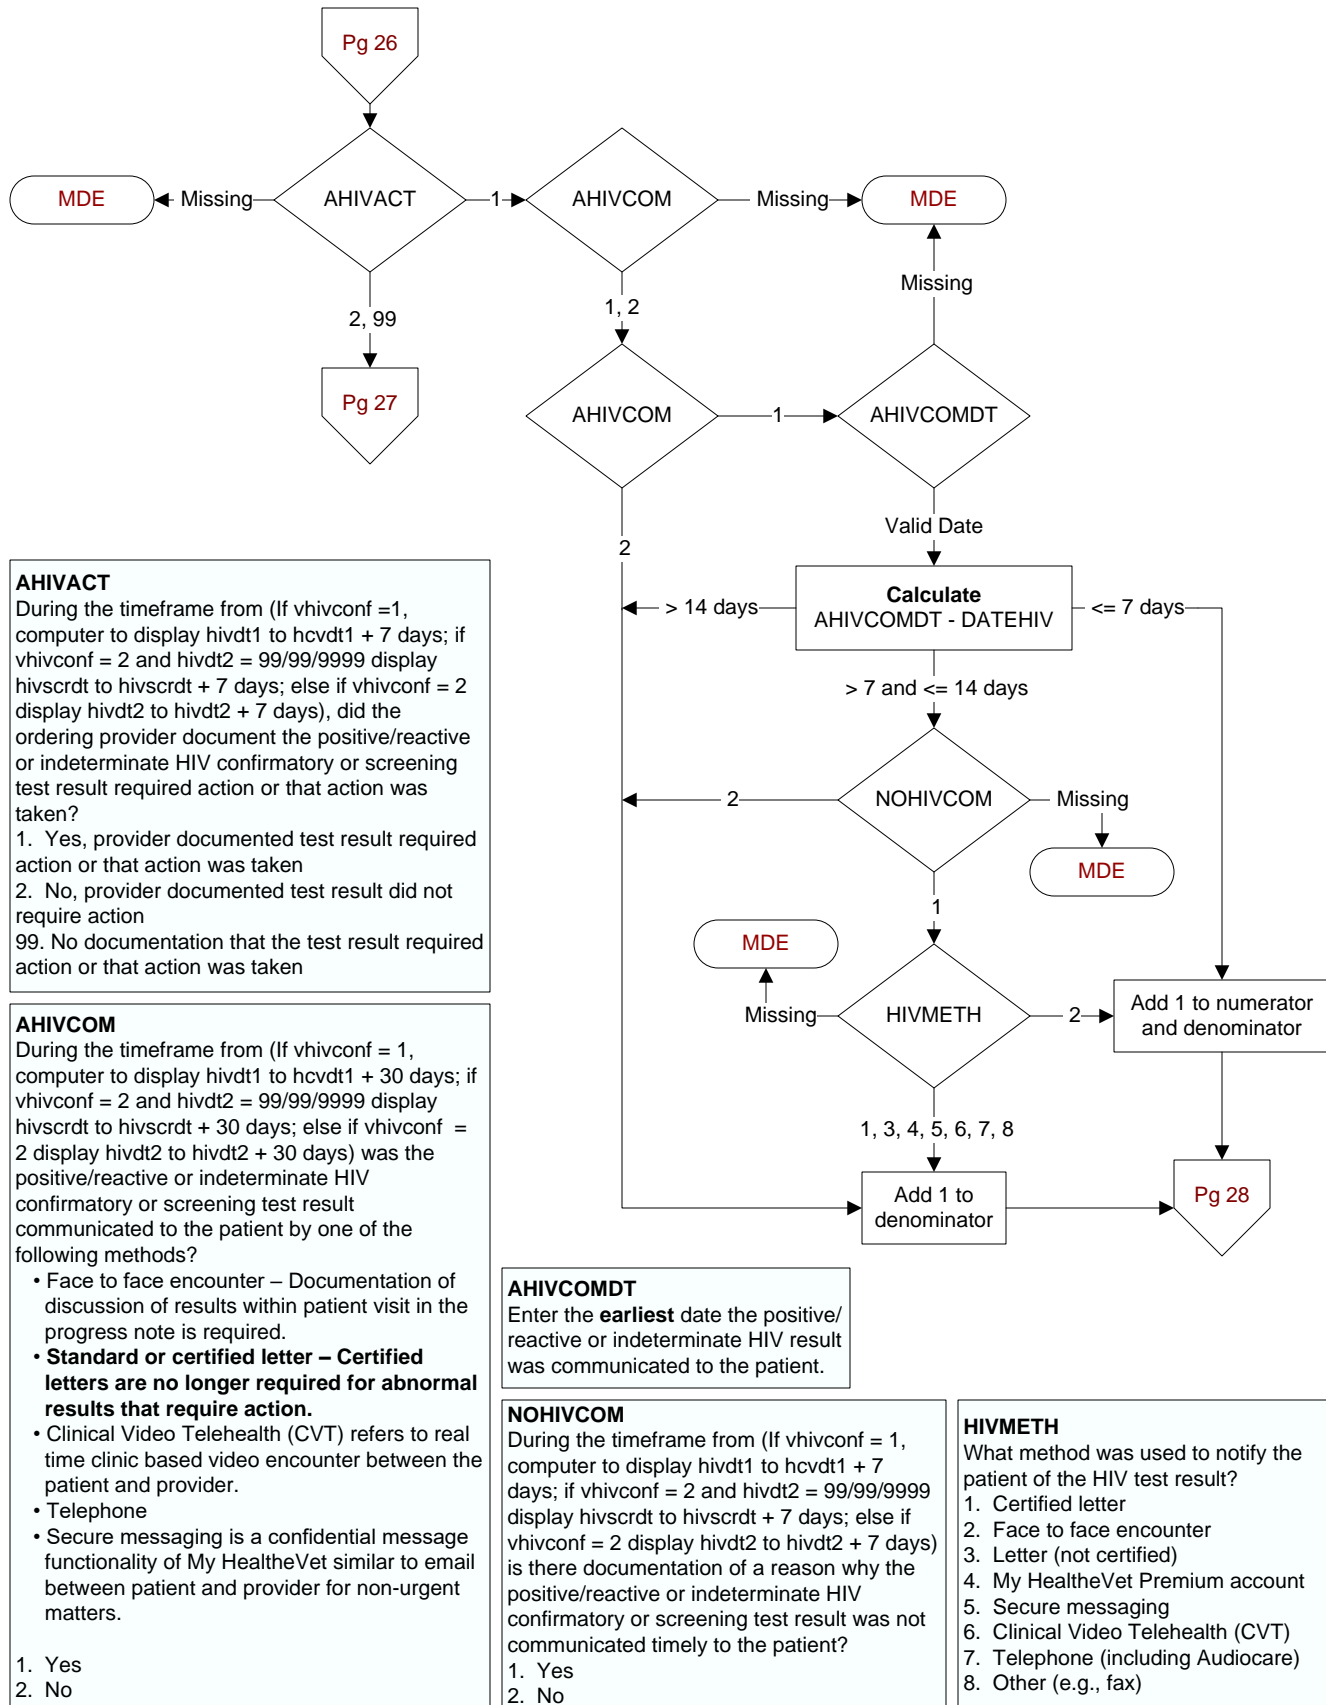 Pg 26
MDE
Missing
AHIVACT
1
AHIVCOM
Missing
MDE
2, 99
1, 2
Missing
Pg 27
AHIVCOM
1
AHIVCOMDT
2
Valid Date
> 14 days
Calculate
AHIVCOMDT - DATEHIV
<= 7 days
> 7 and <= 14 days
2
NOHIVCOM
Missing
MDE
1
MDE
Missing
HIVMETH
2
Add 1 to numerator
and denominator
1, 3, 4, 5, 6, 7, 8
Add 1 to
denominator
Pg 28
AHIVACT
During the timeframe from (If vhivconf =1,
computer to display hivdt1 to hcvdt1 + 7 days; if
vhivconf = 2 and hivdt2 = 99/99/9999 display
hivscrdt to hivscrdt + 7 days; else if vhivconf = 2
display hivdt2 to hivdt2 + 7 days), did the
ordering provider document the positive/reactive
or indeterminate HIV confirmatory or screening
test result required action or that action was
taken?
1. Yes, provider documented test result required
action or that action was taken
2. No, provider documented test result did not
require action
99. No documentation that the test result required
action or that action was taken
AHIVCOM
During the timeframe from (If vhivconf = 1,
computer to display hivdt1 to hcvdt1 + 30 days; if
vhivconf = 2 and hivdt2 = 99/99/9999 display
hivscrdt to hivscrdt + 30 days; else if vhivconf =
2 display hivdt2 to hivdt2 + 30 days) was the
positive/reactive or indeterminate HIV
confirmatory or screening test result
communicated to the patient by one of the
following methods?
• Face to face encounter – Documentation of
discussion of results within patient visit in the
progress note is required.
• Standard or certified letter – Certified
letters are no longer required for abnormal
results that require action.
• Clinical Video Telehealth (CVT) refers to real
time clinic based video encounter between the
patient and provider.
• Telephone
• Secure messaging is a confidential message
functionality of My HealtheVet similar to email
between patient and provider for non-urgent
matters.
1. Yes
2. No
AHIVCOMDT
Enter the earliest date the positive/
reactive or indeterminate HIV result
was communicated to the patient.
NOHIVCOM
During the timeframe from (If vhivconf = 1,
computer to display hivdt1 to hcvdt1 + 7
days; if vhivconf = 2 and hivdt2 = 99/99/9999
display hivscrdt to hivscrdt + 7 days; else if
vhivconf = 2 display hivdt2 to hivdt2 + 7 days)
is there documentation of a reason why the
positive/reactive or indeterminate HIV
confirmatory or screening test result was not
communicated timely to the patient?
1. Yes
2. No
HIVMETH
What method was used to notify the
patient of the HIV test result?
1. Certified letter
2. Face to face encounter
3. Letter (not certified)
4. My HealtheVet Premium account
5. Secure messaging
6. Clinical Video Telehealth (CVT)
7. Telephone (including Audiocare)
8. Other (e.g., fax)